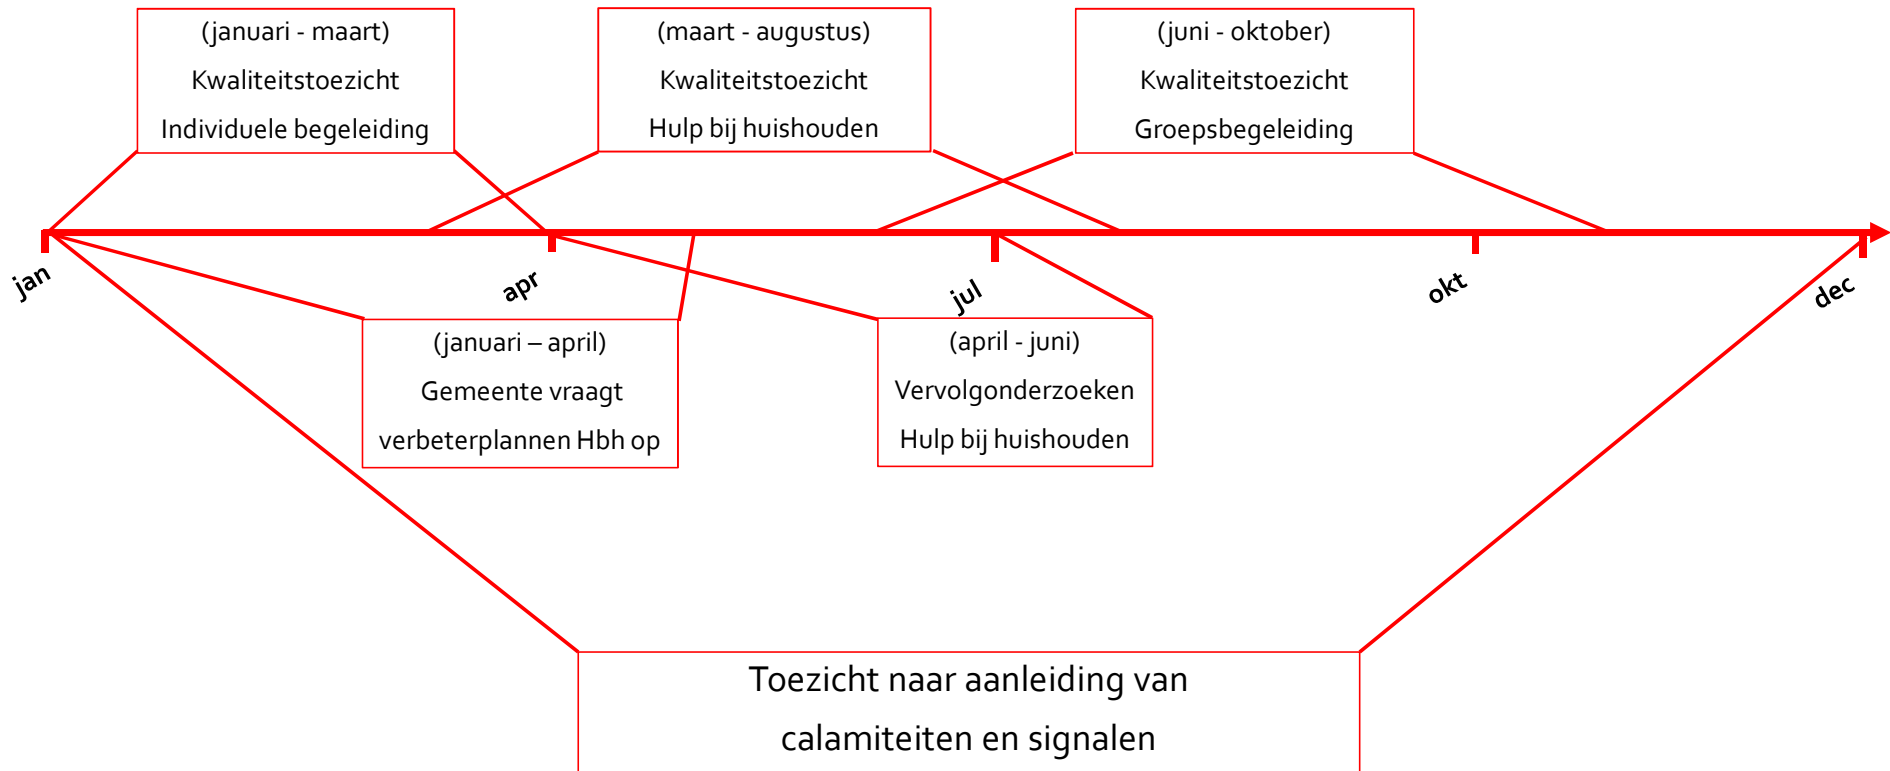 (januari - maart)
Kwaliteitstoezicht
Individuele begeleiding
(maart - augustus)
Kwaliteitstoezicht
Hulp bij huishouden
(juni - oktober)
Kwaliteitstoezicht
Groepsbegeleiding
jan
apr
jul
okt
dec
(januari – april)
Gemeente vraagt
verbeterplannen Hbh op
(april - juni)
Vervolgonderzoeken
Hulp bij huishouden
Toezicht naar aanleiding van
calamiteiten en signalen